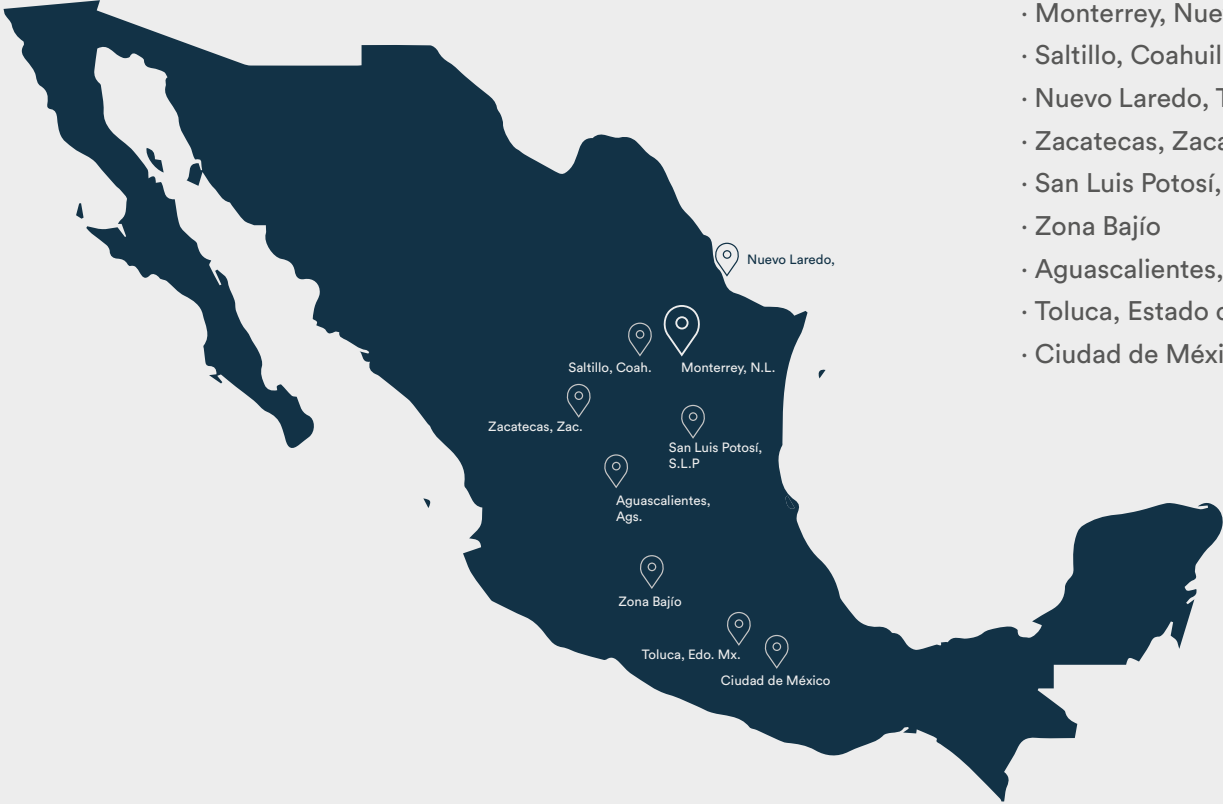 · Monterrey, Nue
· Saltillo, Coahuil
· Nuevo Laredo, T
· Zacatecas, Zaca
· San Luis Potosí,
· Zona Bajío
· Aguascalientes,
· Toluca, Estado d
· Ciudad de Méxi
Nuevo Laredo,
Saltillo, Coah.
Monterrey, N.L.
Zacatecas, Zac.
San Luis Potosí,
S.L.P
Aguascalientes,
Ags.
Zona Bajío
Toluca, Edo. Mx.
Ciudad de México